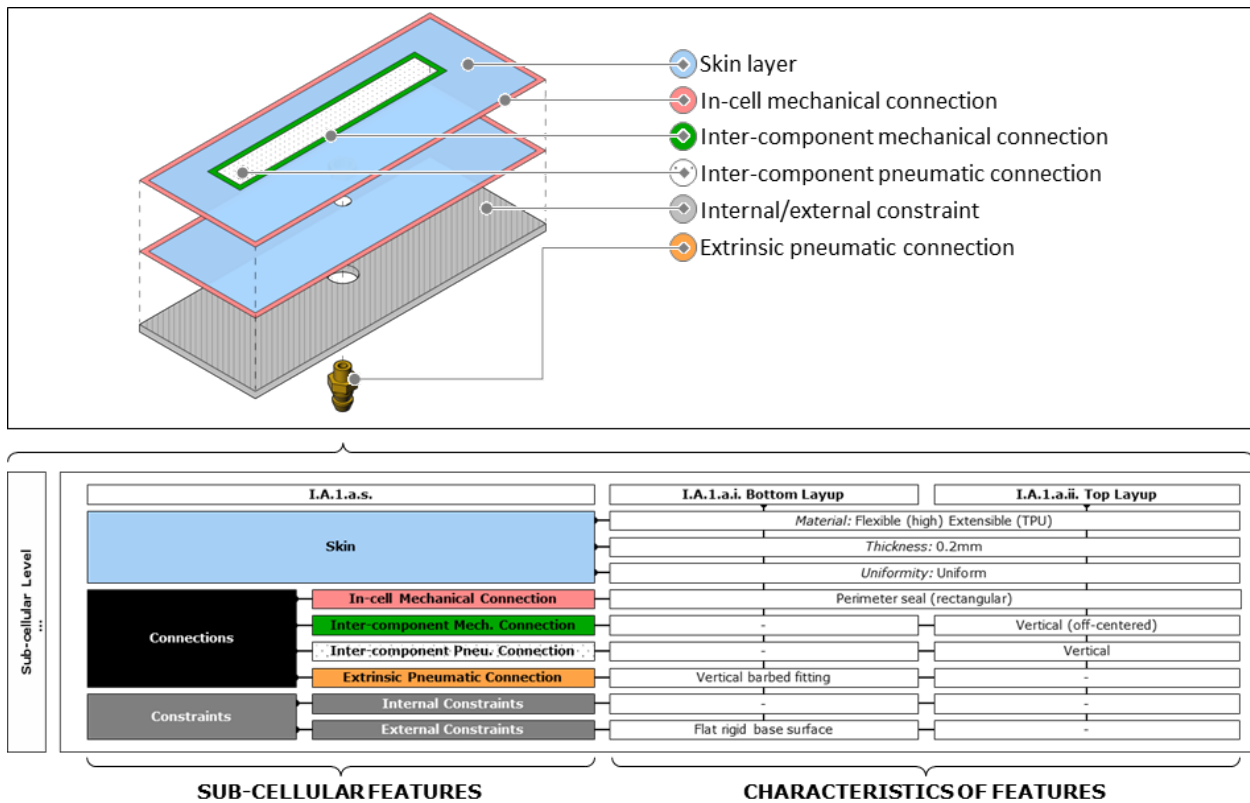 Skin layer
In-cell mechanical connection
Inter-component mechanical connection
Inter-component pneumatic connection
Internal/external constraint
Extrinsic pneumatic connection
Sub-cellular Level
...
I.A.1.a.s.
I.A.1.a.i. Bottom Layup
I.A.1.a.ii. Top Layup
Skin
Material: Flexible (high) Extensible (TPU)
Thickness: 0.2mm
Uniformity: Uniform
Connections
In-cell Mechanical Connection
Perimeter seal (rectangular)
Inter-component Mech. Connection
-
Vertical (off-centered)
Inter-component Pneu. Connection
-
Vertical
Extrinsic Pneumatic Connection
Vertical barbed fitting
-
Constraints
Internal Constraints
-
-
External Constraints
Flat rigid base surface
-
SUB-CELLULAR FEATURES
CHARACTERISTICS OF FEATURES